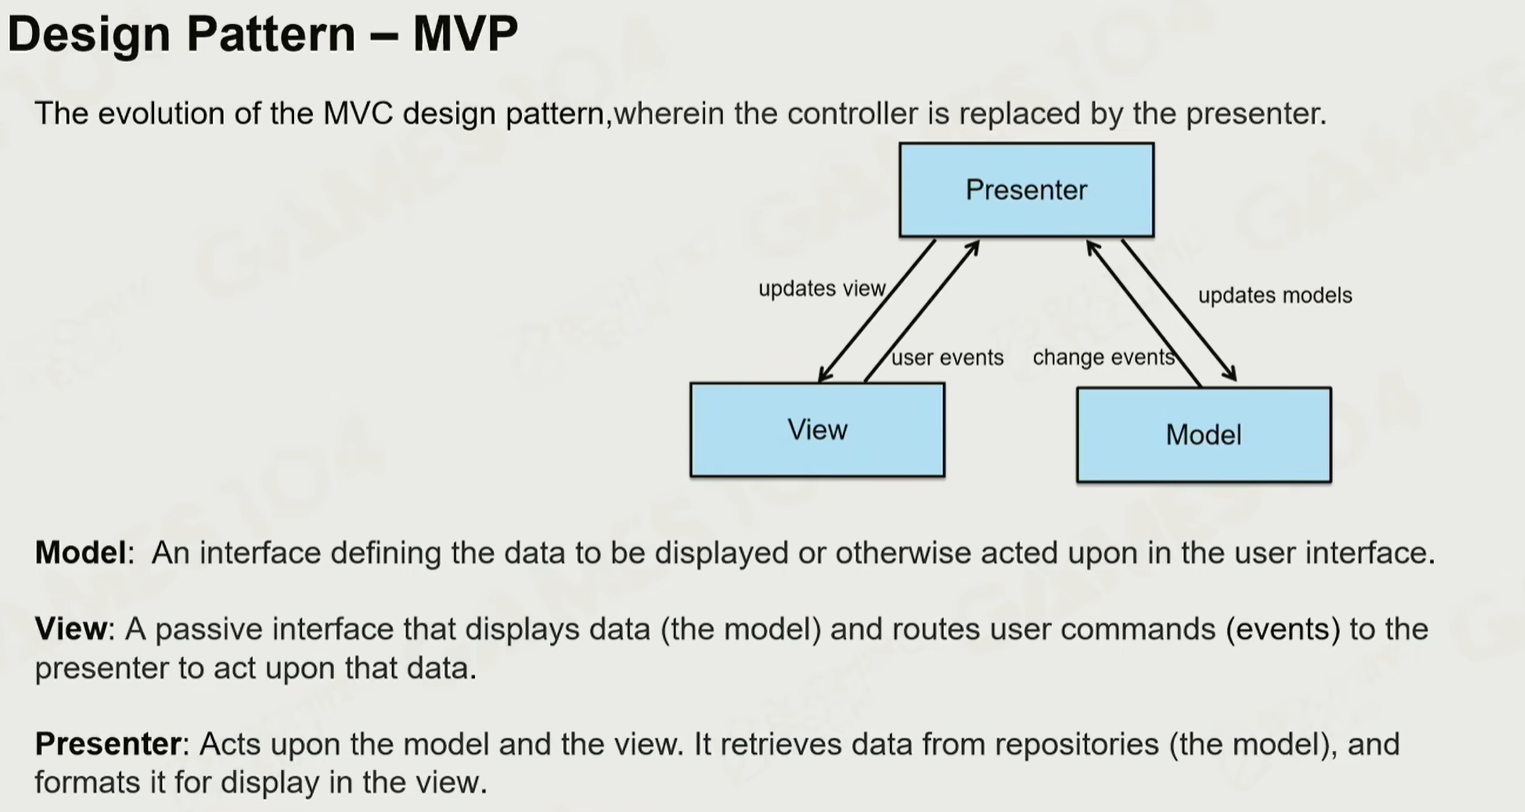 Design Pattern – MVP
The evolution of the MVC design pattern,wherein the controller is replaced by the presenter.
Presenter
updates view
updates models
user events
change events
View
Model
Model:  An interface defining the data to be displayed or otherwise acted upon in the user interface.
View: A passive interface that displays data (the model) and routes user commands (events) to the
presenter to act upon that data.
Presenter: Acts upon the model and the view. It retrieves data from repositories (the model), and
formats it for display in the view.
GAMES104